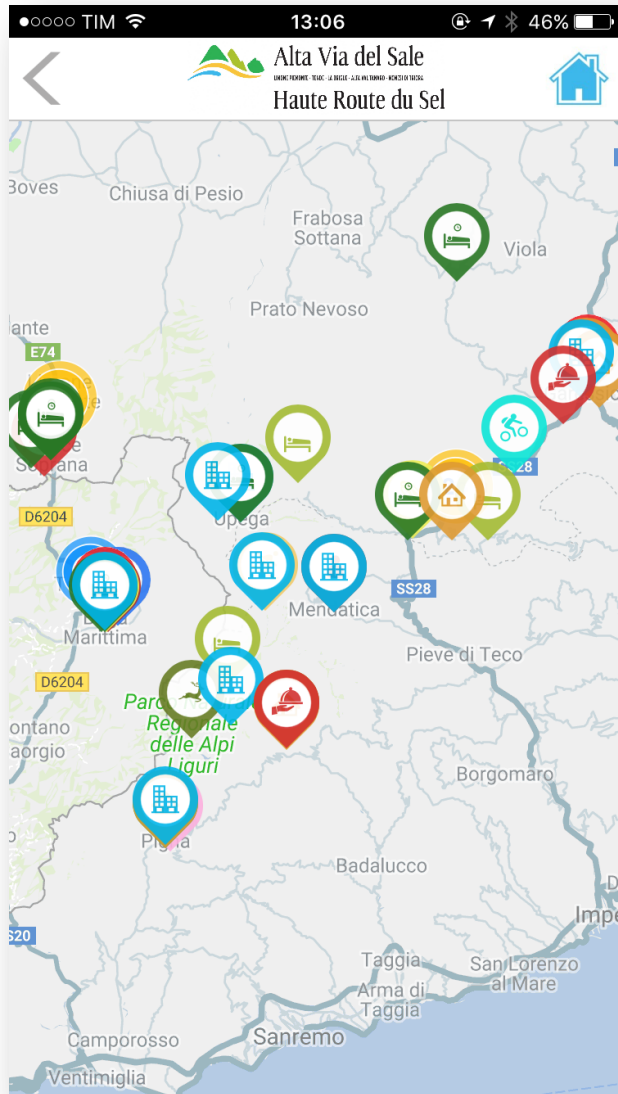 TIM
13:06
46%
Alta Via del Sale
Haute Route du Sel
Boves
Chiusa di Pesio
Frabosa
Sottana
Viola
Prato Nevoso
E74
D6204
Upega
SS28
Mendatica
Marittima
D6204
Pieve di Teco
Regionale
delle Alpi
Liguri
Borgomaro
Badalucco
Taggia
San Lorenzo
al Mare
Arma di
Taggia
Camporosso
Sanremo
Ventimiglia